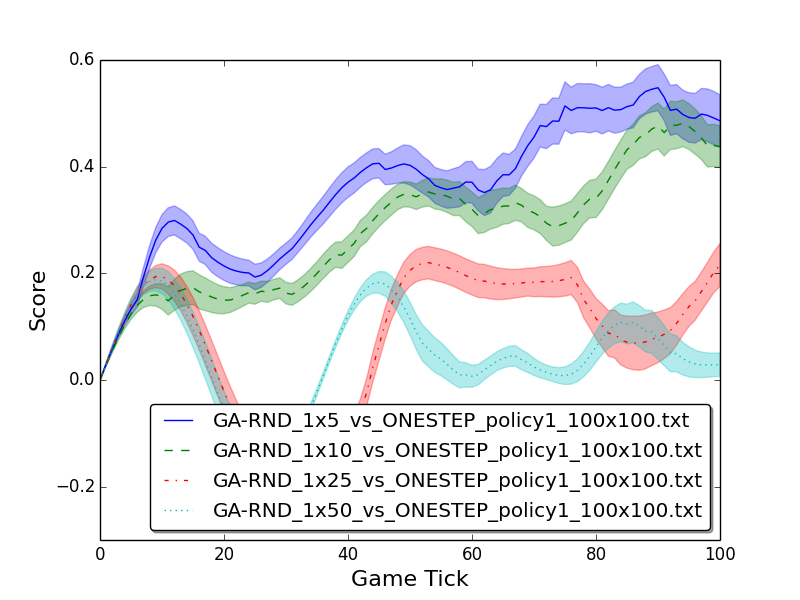 0.6
0.4
0.2
0.0
−0.2
Score
GA-RND_1x5_vs_ONESTEP_policy1_100x100.txt
GA-RND_1x10_vs_ONESTEP_policy1_100x100.txt
GA-RND_1x25_vs_ONESTEP_policy1_100x100.txt
GA-RND_1x50_vs_ONESTEP_policy1_100x100.txt
0 20 40 60 80 100
Game Tick